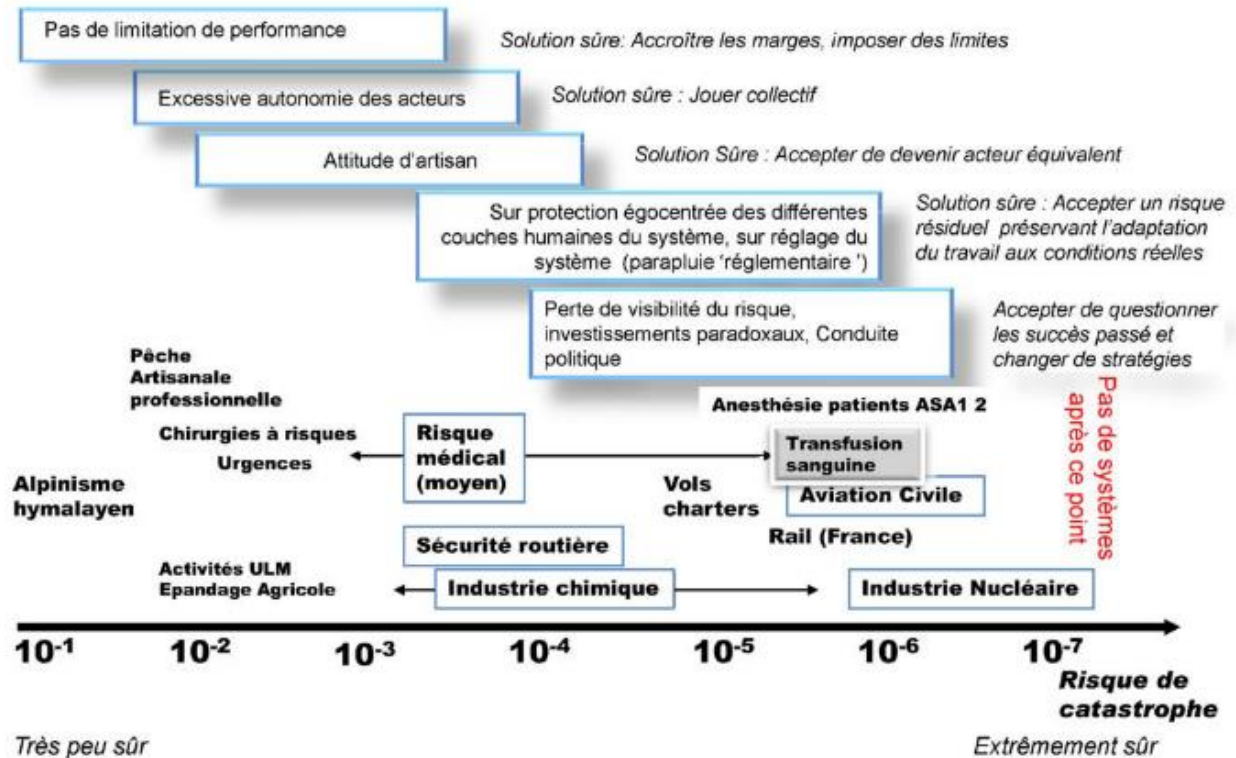 Pas de limitation de performance
Solution sûre: Accroître les marges, imposer des limites
Excessive autonomie des acteurs
Solution sûre : Jouer collectif
Attitude d'artisan
Solution Sûre : Accepter de devenir acteur équivalent
Sur protection égocentrée des différentes
couches humaines du système, sur réglage du
système (parapluie 'réglementaire ')
Solution sûre : Accepter un risque
résiduel préservant l'adaptation
du travail aux conditions réelles
Perte de visibilité du risque,
investissements paradoxaux, Conduite
politique
Accepter de questionner
les succès passé et
changer de stratégies
Pêche
Artisanale
professionnelle
Chirurgies à risques
Urgences
Alpinisme
hymalayen
Risque
médical
(moyen)
Anesthésie patients ASA1 2
Transfusion
sanguine
Vols
charters
Aviation Civile
Rail (France)
Pas de systèmes
après ce point
Sécurité routière
Activités ULM
Epandage Agricole
Industrie chimique
Industrie Nucléaire
10-1 10-2 10-3 10-4 10-5 10-6 10-7
Risque de
catastrophe
Très peu sûr
Extrêmement sûr